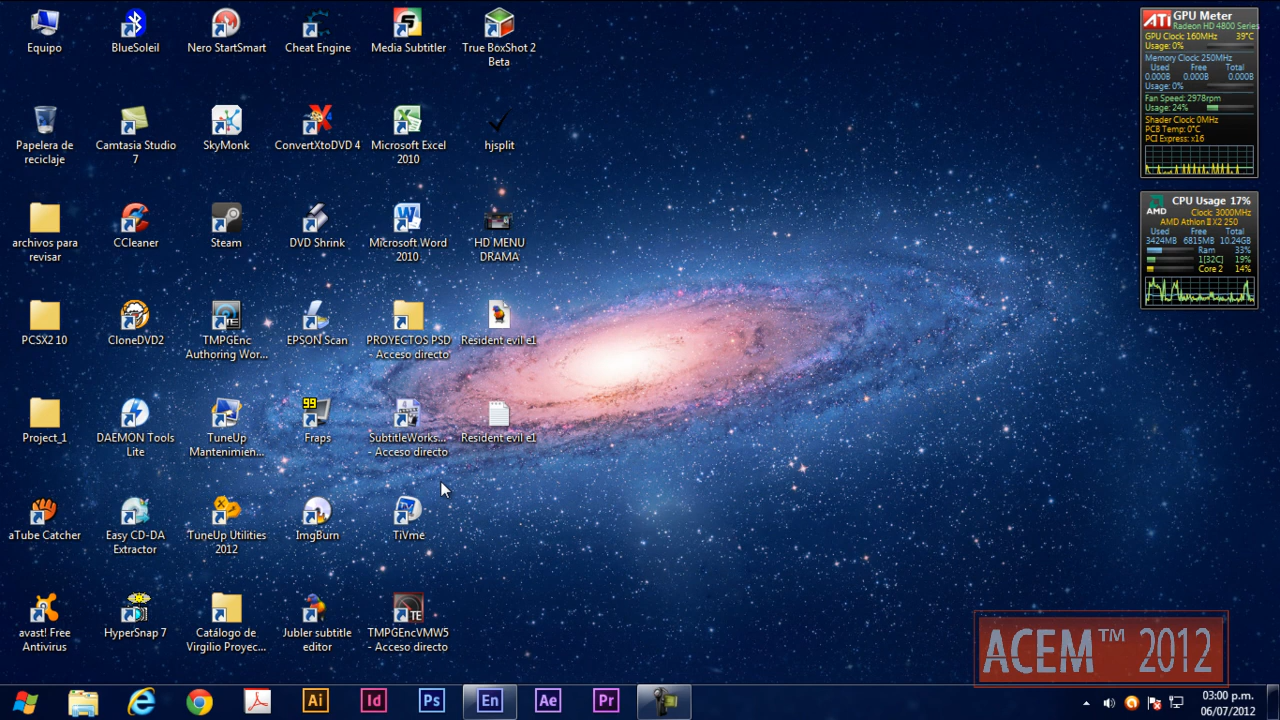 Equipo
BlueSoleil
Nero StartSmart
Cheat Engine
Media Subtitler
True BoxShot 2
Beta
Papelera de
reciclaje
Camtasia Studio
7
SkyMonk
ConvertXtoDVD 4
Microsoft Excel
2010
hjsplit
archivos para
revisar
CCleaner
Steam
DVD Shrink
Microsoft Word
2010
HD MENU
DRAMA
PCSX2 10
CloneDVD2
TMPGEnc
Authoring Wor...
EPSON Scan
PROYECTOS PSD
- Acceso directo
Resident evil e1
Project_1
DAEMON Tools
Lite
TuneUp
Mantenimien...
99
Fraps
SubtitleWorks...
- Acceso directo
Resident evil e1
aTube Catcher
Easy CD-DA
Extractor
TuneUp Utilities
2012
ImgBurn
TV
TiVme
avast! Free
Antivirus
HyperSnap 7
Catálogo de
Virgilio Proyec...
Jubler subtitle
editor
TE
TMPGEncVMW5
- Acceso directo
ATI GPU Meter
Radeon HD 4800 Series
GPU Clock: 160MHz 39°C
Usage: 0%
Memory Clock: 250MHz
Used Free Total
0.000B 0.000B 0.000B
Usage: 0%
Fan Speed: 2978rpm
Usage: 24%
Shader Clock: 0MHz
PCB Temp: 0°C
PCI Express: x16
AMD CPU Usage 17%
Clock: 3000MHz
AMD Athlon II X2 250
Used Free Total
3424MB 6815MB 10.24GB
Ram 33%
1[32C] 19%
Core 2 14%
ACEM™ 2012
Ai
Id
Ps
En
Ae
Pr
03:00 p.m.
06/07/2012